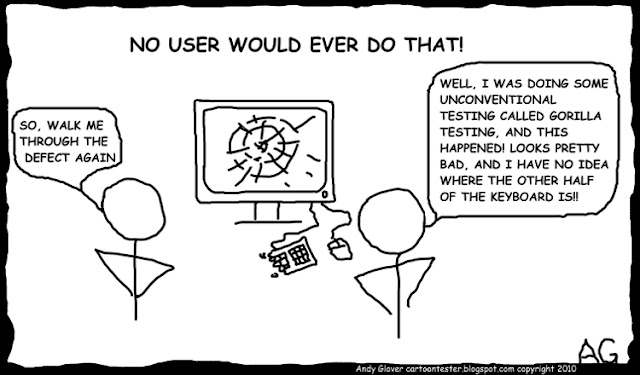 NO USER WOULD EVER DO THAT!
SO, WALK ME
THROUGH THE
DEFECT AGAIN
WELL, I WAS DOING SOME
UNCONVENTIONAL
TESTING CALLED GORILLA
TESTING, AND THIS
HAPPENED! LOOKS PRETTY
BAD, AND I HAVE NO IDEA
WHERE THE OTHER HALF
OF THE KEYBOARD IS!!
AG
Andy Glover cartoontester.blogspot.com copyright 2010